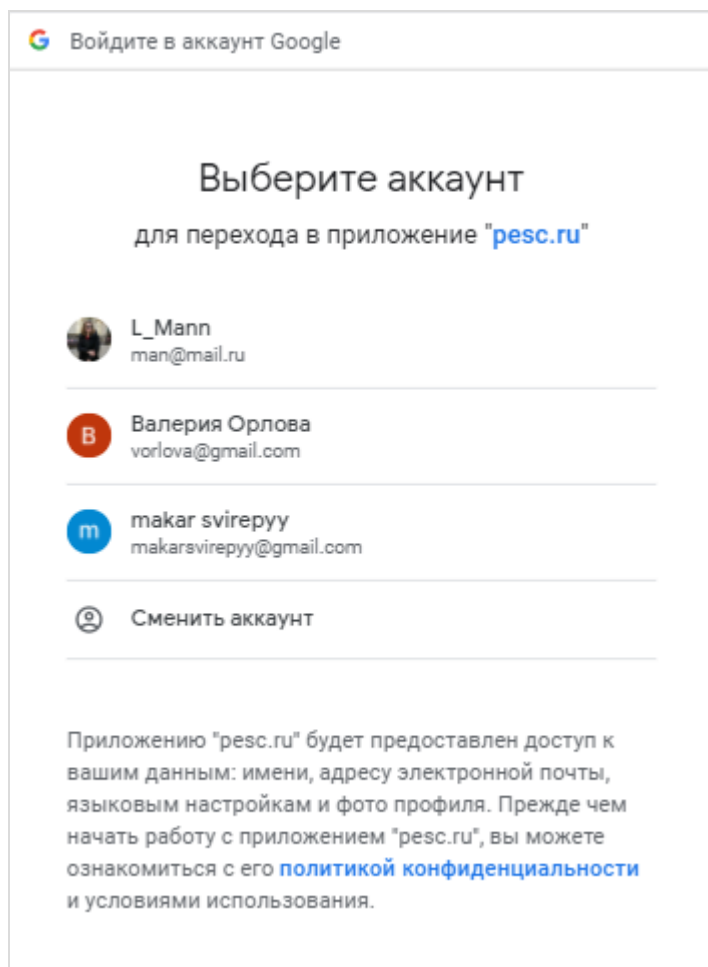 Войдите в аккаунт Google
Выберите аккаунт
для перехода в приложение "pesc.ru"
L_Mann
man@mail.ru
В
Валерия Орлова
vorlova@gmail.com
m
makar svirepyy
makarsvirepyy@gmail.com
Сменить аккаунт
Приложению "pesc.ru" будет предоставлен доступ к
вашим данным: имени, адресу электронной почты,
языковым настройкам и фото профиля. Прежде чем
начать работу с приложением "pesc.ru", вы можете
ознакомиться с его политикой конфиденциальности
и условиями использования.